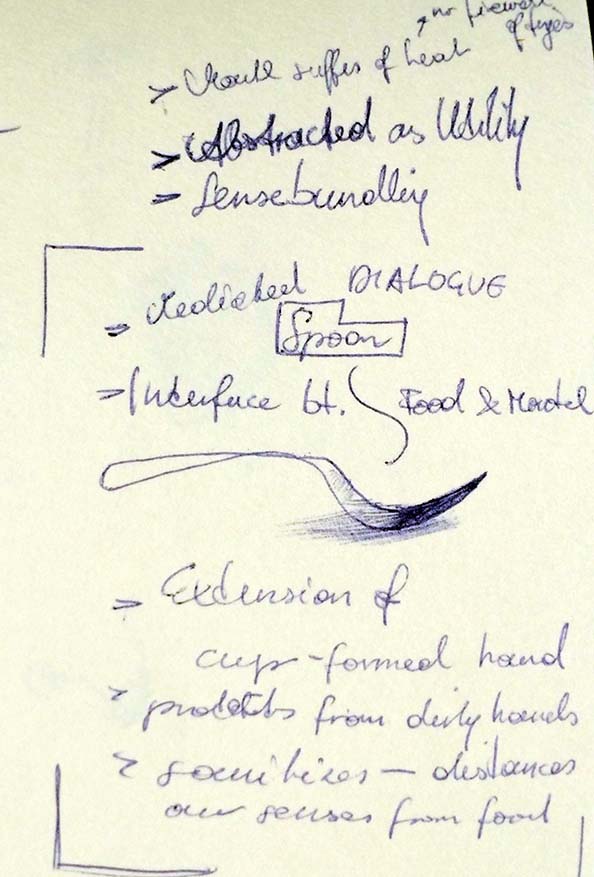 no firewall
of fingers
> Mouth suffers of heat
> Abstracted as Utility
= Sensebundling
= Mediated DIALOGUE
Spoon
> Interface bt. Food & Mouth
> Extension of
cup-formed hand
> protects from dirty hands
> sanitizes — distances
our senses from food